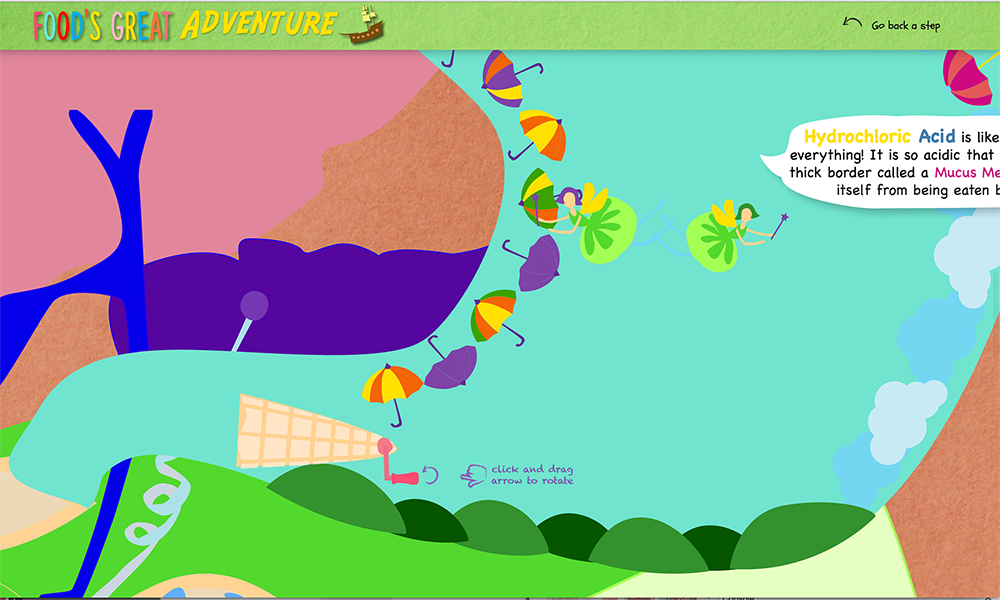 FOOD'S GREAT ADVENTURE
Go back a step
Hydrochloric Acid is like
everything! It is so acidic that
thick border called a Mucus Me
itself from being eaten b
click and drag
arrow to rotate